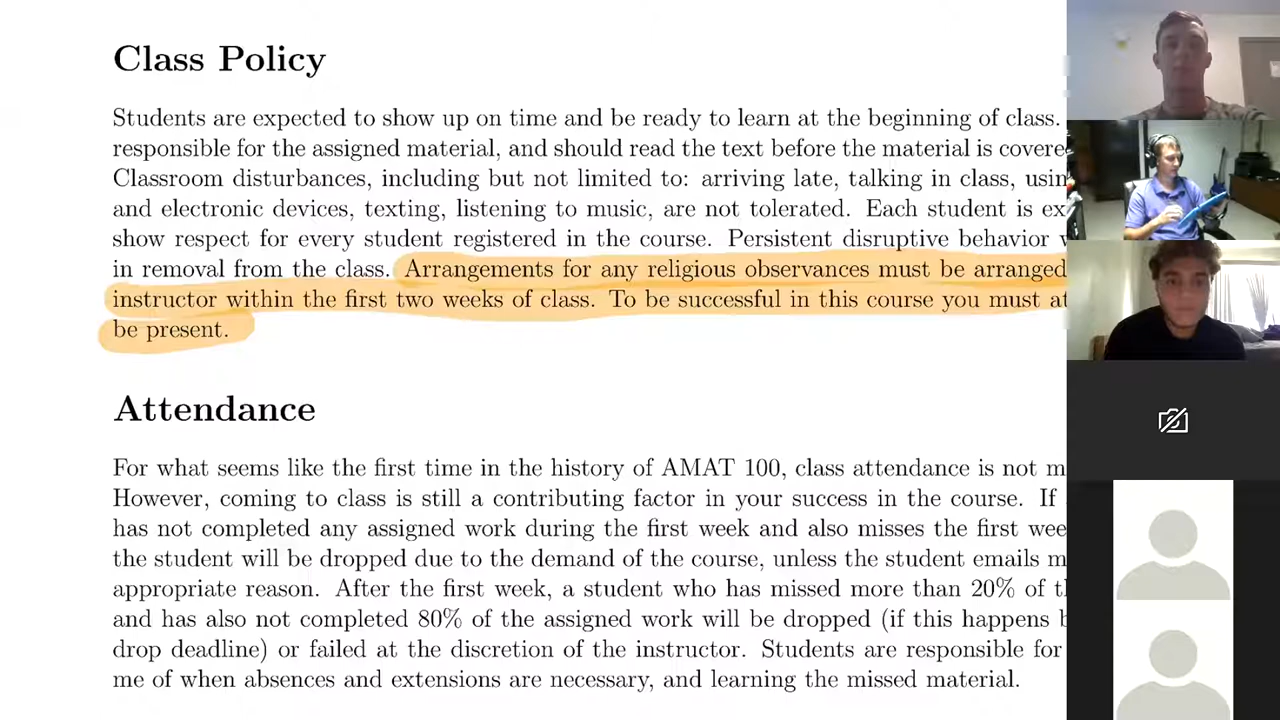 Class Policy
Students are expected to show up on time and be ready to learn at the beginning of class.
responsible for the assigned material, and should read the text before the material is
Classroom disturbances, including but not limited to: arriving late, talking in class,
and electronic devices, texting, listening to music, are not tolerated. Each student is
show respect for every student registered in the course. Persistent disruptive behavior
in removal from the class. Arrangements for any religious observances must be arranged
instructor within the first two weeks of class. To be successful in this course you must
be present.
Attendance
For what seems like the first time in the history of AMAT 100, class attendance is not
However, coming to class is still a contributing factor in your success in the course. If
has not completed any assigned work during the first week and also misses the first
the student will be dropped due to the demand of the course, unless the student emails
appropriate reason. After the first week, a student who has missed more than 20% of
and has also not completed 80% of the assigned work will be dropped (if this happens
drop deadline) or failed at the discretion of the instructor. Students are responsible for
me of when absences and extensions are necessary, and learning the missed material.